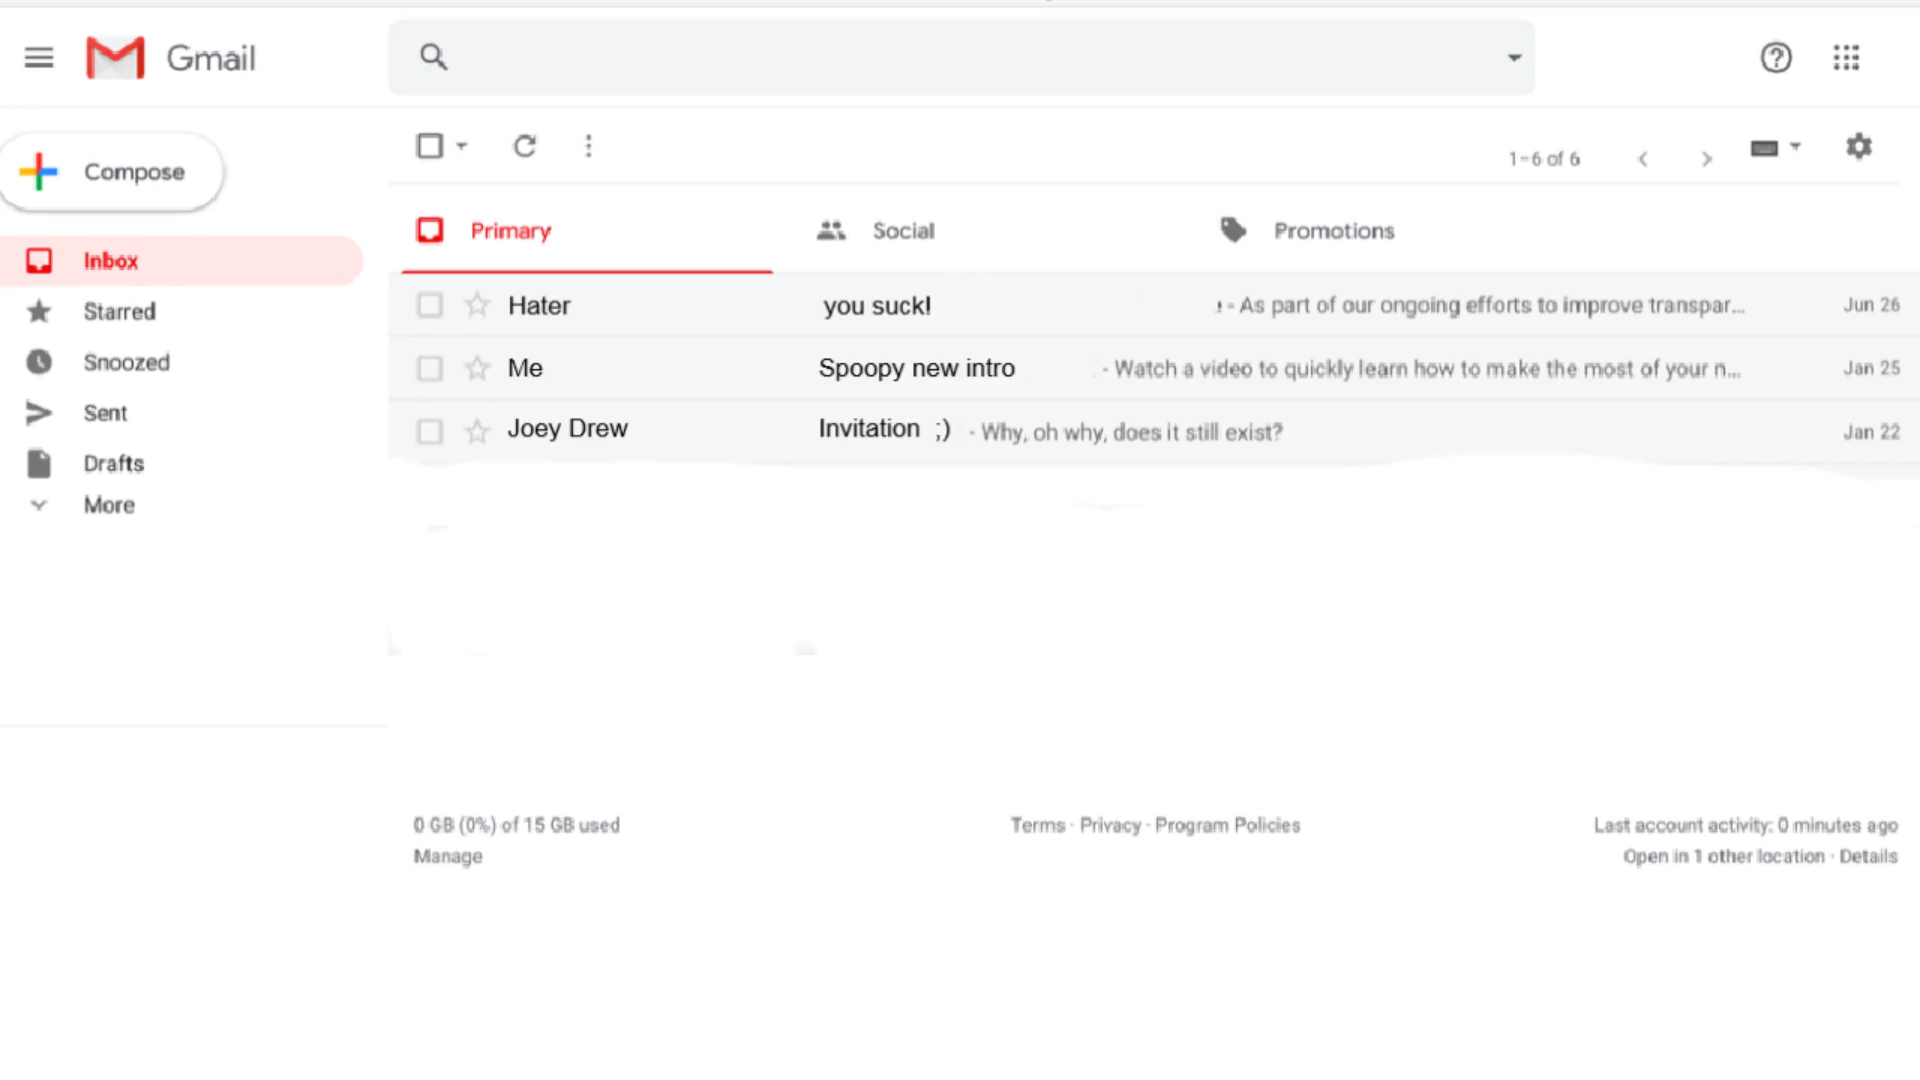 Gmail
Compose
1-6 of 6
Inbox
Starred
Snoozed
Sent
Drafts
More
Primary Social Promotions
Hater you suck! - As part of our ongoing efforts to improve transpar... Jun 26
Me Spoopy new intro - Watch a video to quickly learn how to make the most of your n... Jan 25
Joey Drew Invitation ;) - Why, oh why, does it still exist? Jan 22
0 GB (0%) of 15 GB used
Manage
Terms · Privacy · Program Policies
Last account activity: 0 minutes ago
Open in 1 other location · Details